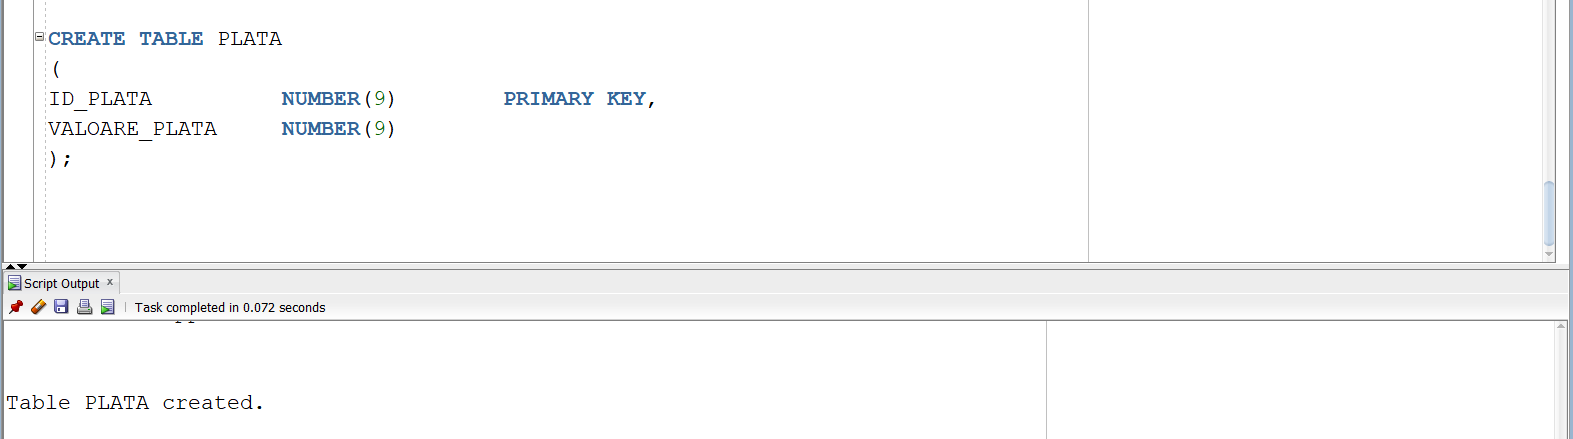 CREATE TABLE PLATA
(
ID_PLATA NUMBER(9) PRIMARY KEY,
VALOARE_PLATA NUMBER(9)
);
Script Output x
Task completed in 0.072 seconds
Table PLATA created.